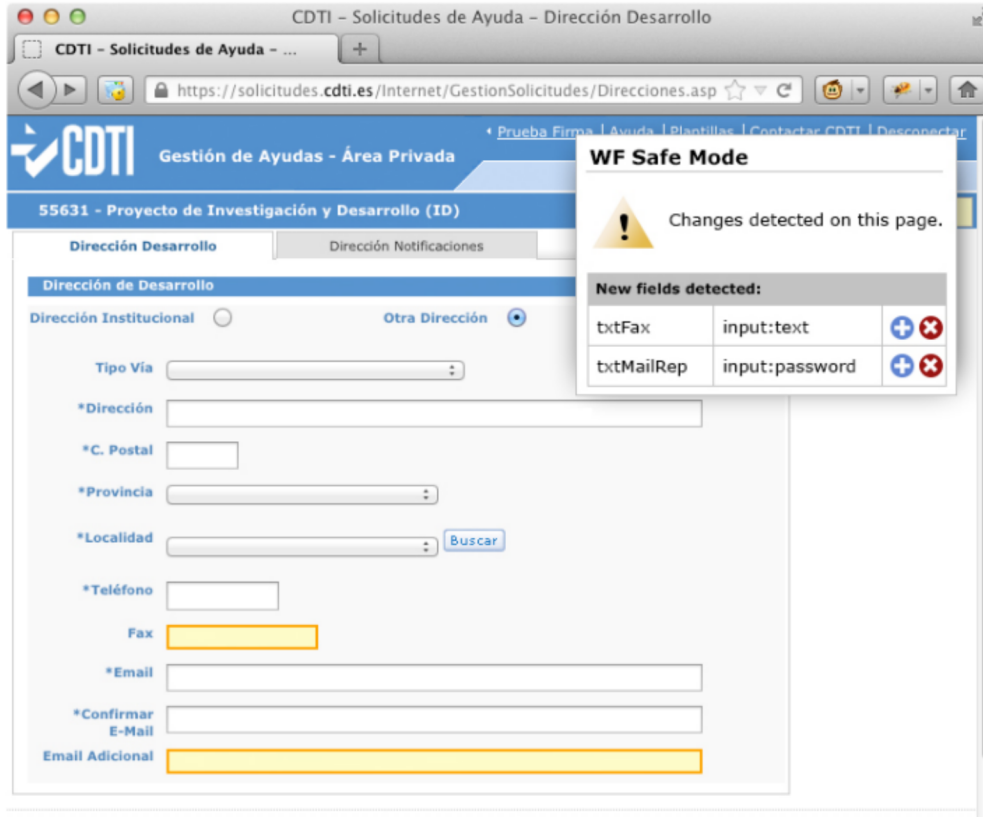 CDTI – Solicitudes de Ayuda – Dirección Desarrollo
CDTI – Solicitudes de Ayuda – ...
https://solicitudes.cdti.es/Internet/GestionSolicitudes/Direcciones.asp
Prueba Firma | Ayuda | Plantillas | Contactar CDTI | Desconectar
CDTI
Gestión de Ayudas - Área Privada
WF Safe Mode
Changes detected on this page.
55631 - Proyecto de Investigación y Desarrollo (ID)
Dirección Desarrollo
Dirección Notificaciones
New fields detected:
txtFax input:text
txtMailRep input:password
Dirección de Desarrollo
Dirección Institucional
Otra Dirección
Tipo Vía
*Dirección
*C. Postal
*Provincia
*Localidad
Buscar
*Teléfono
Fax
*Email
*Confirmar
E-Mail
Email Adicional